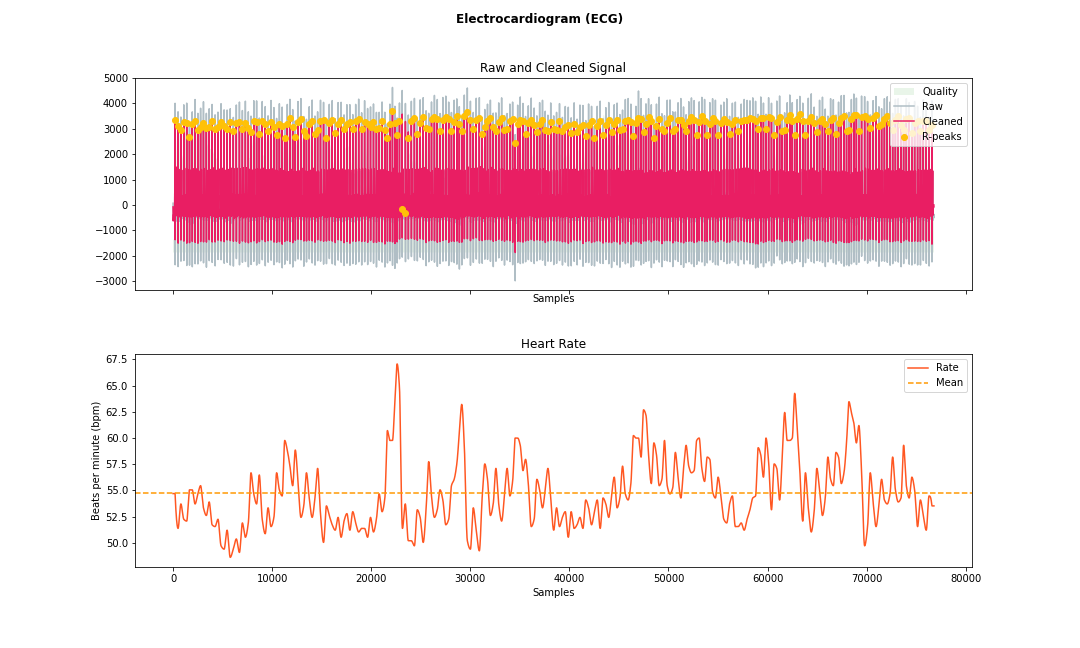 Electrocardiogram (ECG)
Raw and Cleaned Signal
5000
4000
3000
2000
1000
0
−1000
−2000
−3000
Quality
Raw
Cleaned
R-peaks
Samples
Heart Rate
67.5
65.0
62.5
60.0
57.5
55.0
52.5
50.0
Beats per minute (bpm)
Rate
Mean
0
10000
20000
30000
40000
50000
60000
70000
80000
Samples